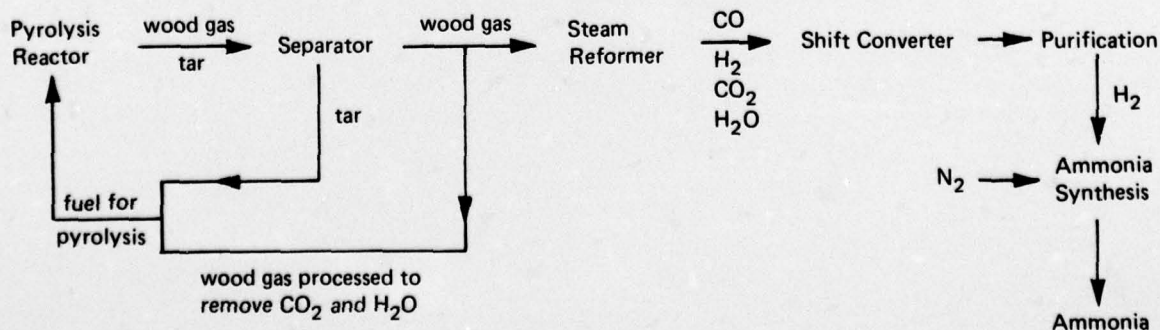 Pyrolysis
Reactor
wood gas
tar
Separator
wood gas
Steam
Reformer
CO
H₂
CO₂
H₂O
Shift Converter
Purification
tar
H₂
fuel for
pyrolysis
N₂
Ammonia
Synthesis
wood gas processed to
remove CO₂ and H₂O
Ammonia